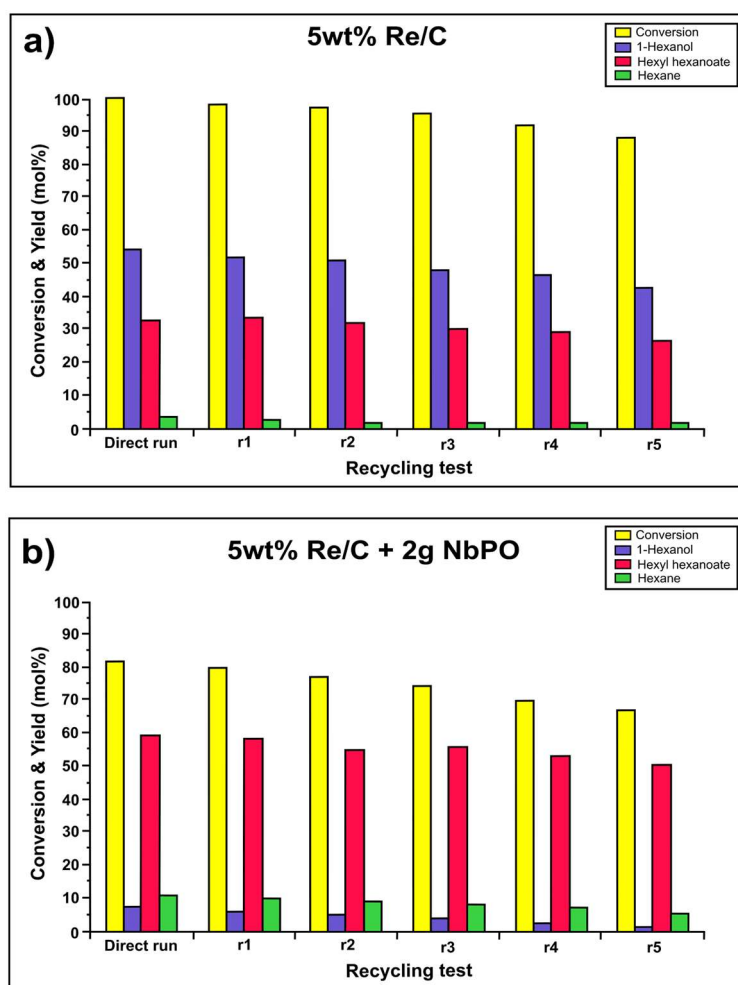 a)
5wt% Re/C
Conversion
1-Hexanol
Hexyl hexanoate
Hexane
Conversion & Yield (mol%)
100
90
80
70
60
50
40
30
20
10
0
Direct run r1 r2 r3 r4 r5
Recycling test
b)
5wt% Re/C + 2g NbPO
Conversion
1-Hexanol
Hexyl hexanoate
Hexane
Conversion & Yield (mol%)
100
90
80
70
60
50
40
30
20
10
0
Direct run r1 r2 r3 r4 r5
Recycling test